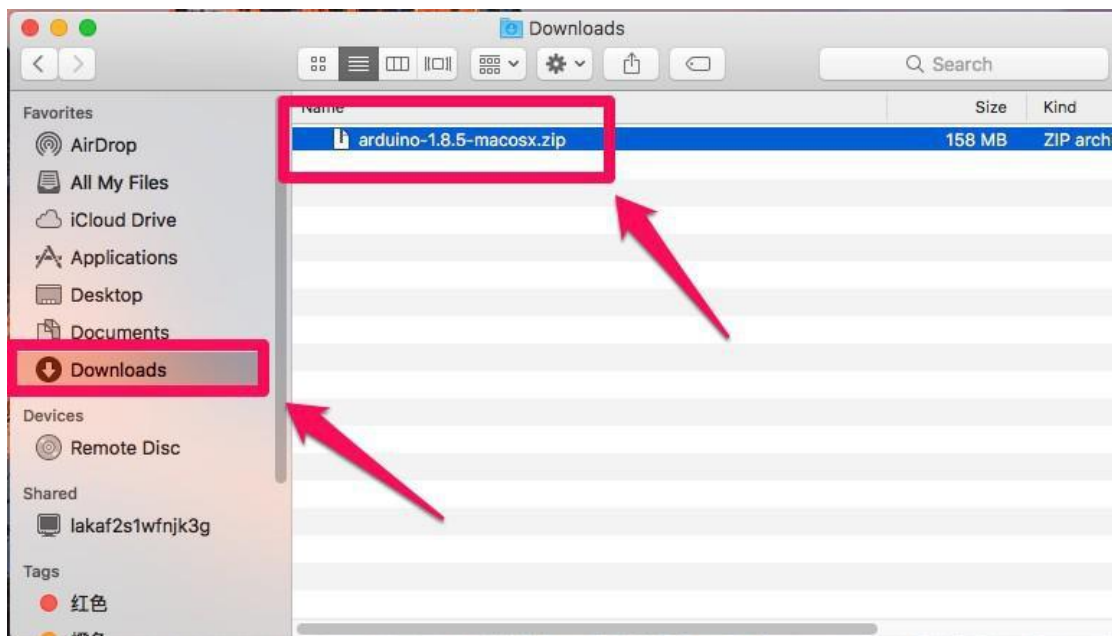 Downloads
Search
Favorites
AirDrop
All My Files
iCloud Drive
Applications
Desktop
Documents
Downloads
Devices
Remote Disc
Shared
lakaf2s1wfnjk3g
Tags
红色
Name Size Kind
arduino-1.8.5-macosx.zip 158 MB ZIP arch